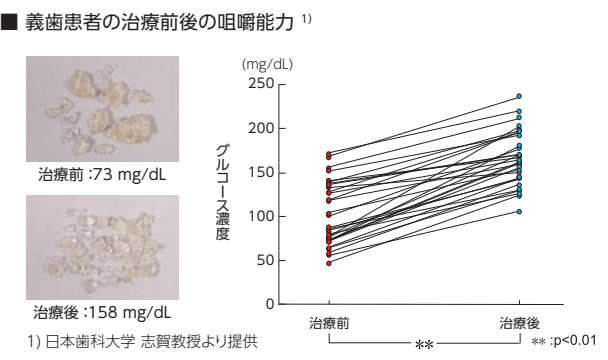 ■ 義歯患者の治療前後の咀嚼能力 1)
治療前 :73 mg/dL
治療後 :158 mg/dL
1) 日本歯科大学 志賀教授より提供
(mg/dL)
グルコース濃度
250
200
150
100
50
0
治療前
治療後
**
** :p<0.01